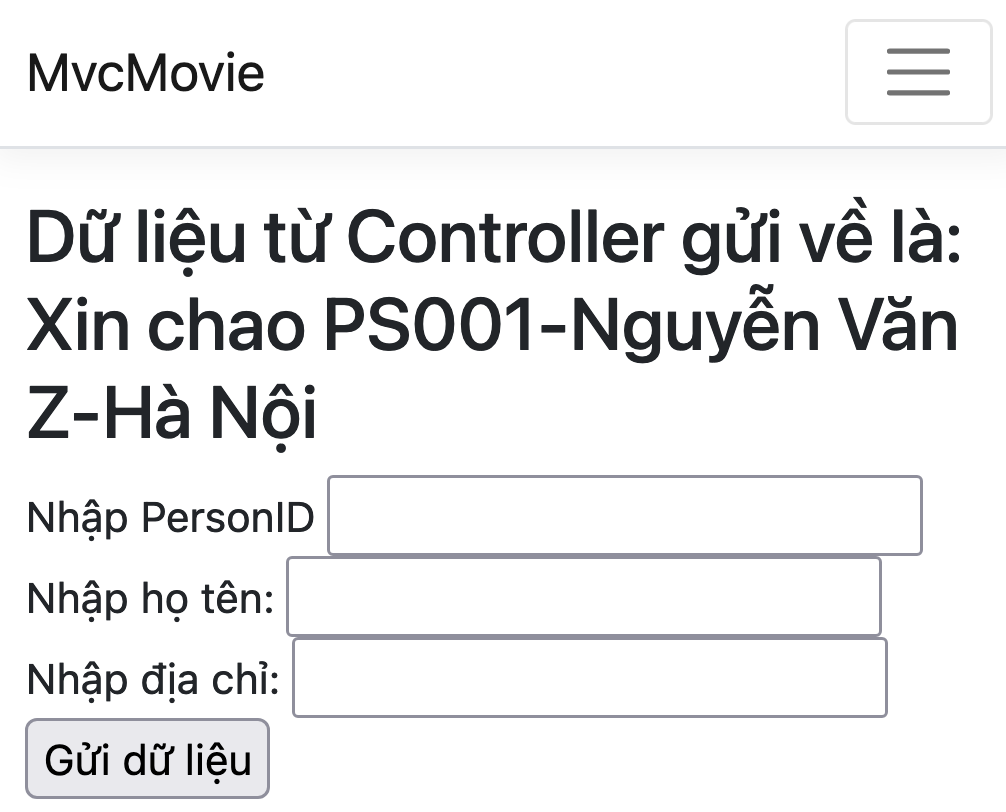 MvcMovie
Dữ liệu từ Controller gửi về là:
Xin chao PS001-Nguyễn Văn
Z-Hà Nội
Nhập PersonID
Nhập họ tên:
Nhập địa chỉ:
Gửi dữ liệu